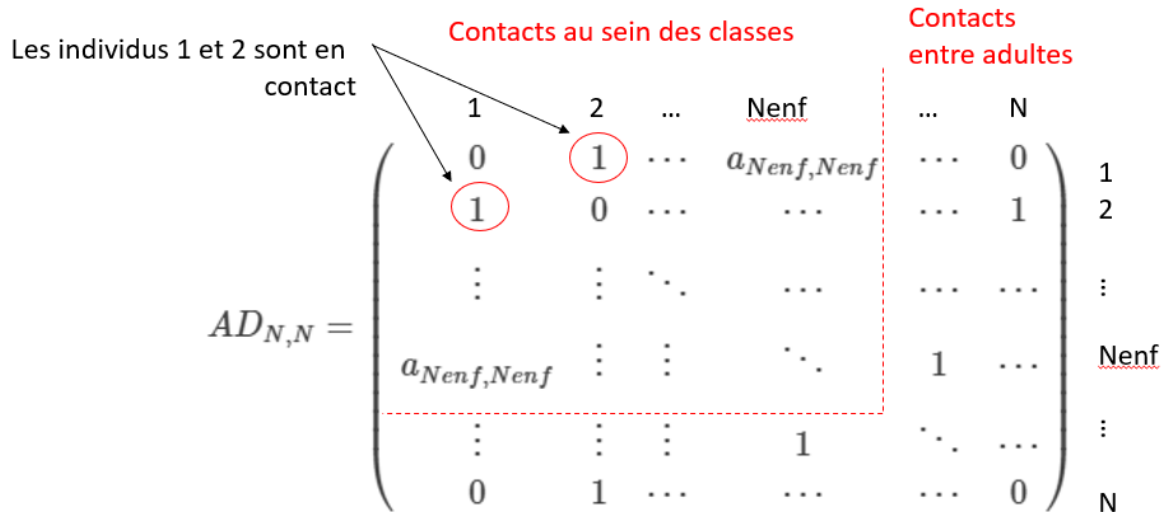 Les individus 1 et 2 sont en
contact
Contacts au sein des classes
Contacts
entre adultes
1 2 ... Nenf ... N
0 1 ⋯ a_{Nenf,Nenf} ⋯ 0 1
1 0 ⋯ ⋯ ⋯ 1 2
⋮ ⋮ ⋱ ⋯ ⋯ ⋯ ⋮
AD_{N,N} =
a_{Nenf,Nenf} ⋮ ⋮ ⋱ 1 ⋯ Nenf
⋮ ⋮ ⋮ 1 ⋱ ⋯ ⋮
0 1 ⋯ ⋯ ⋯ 0 N